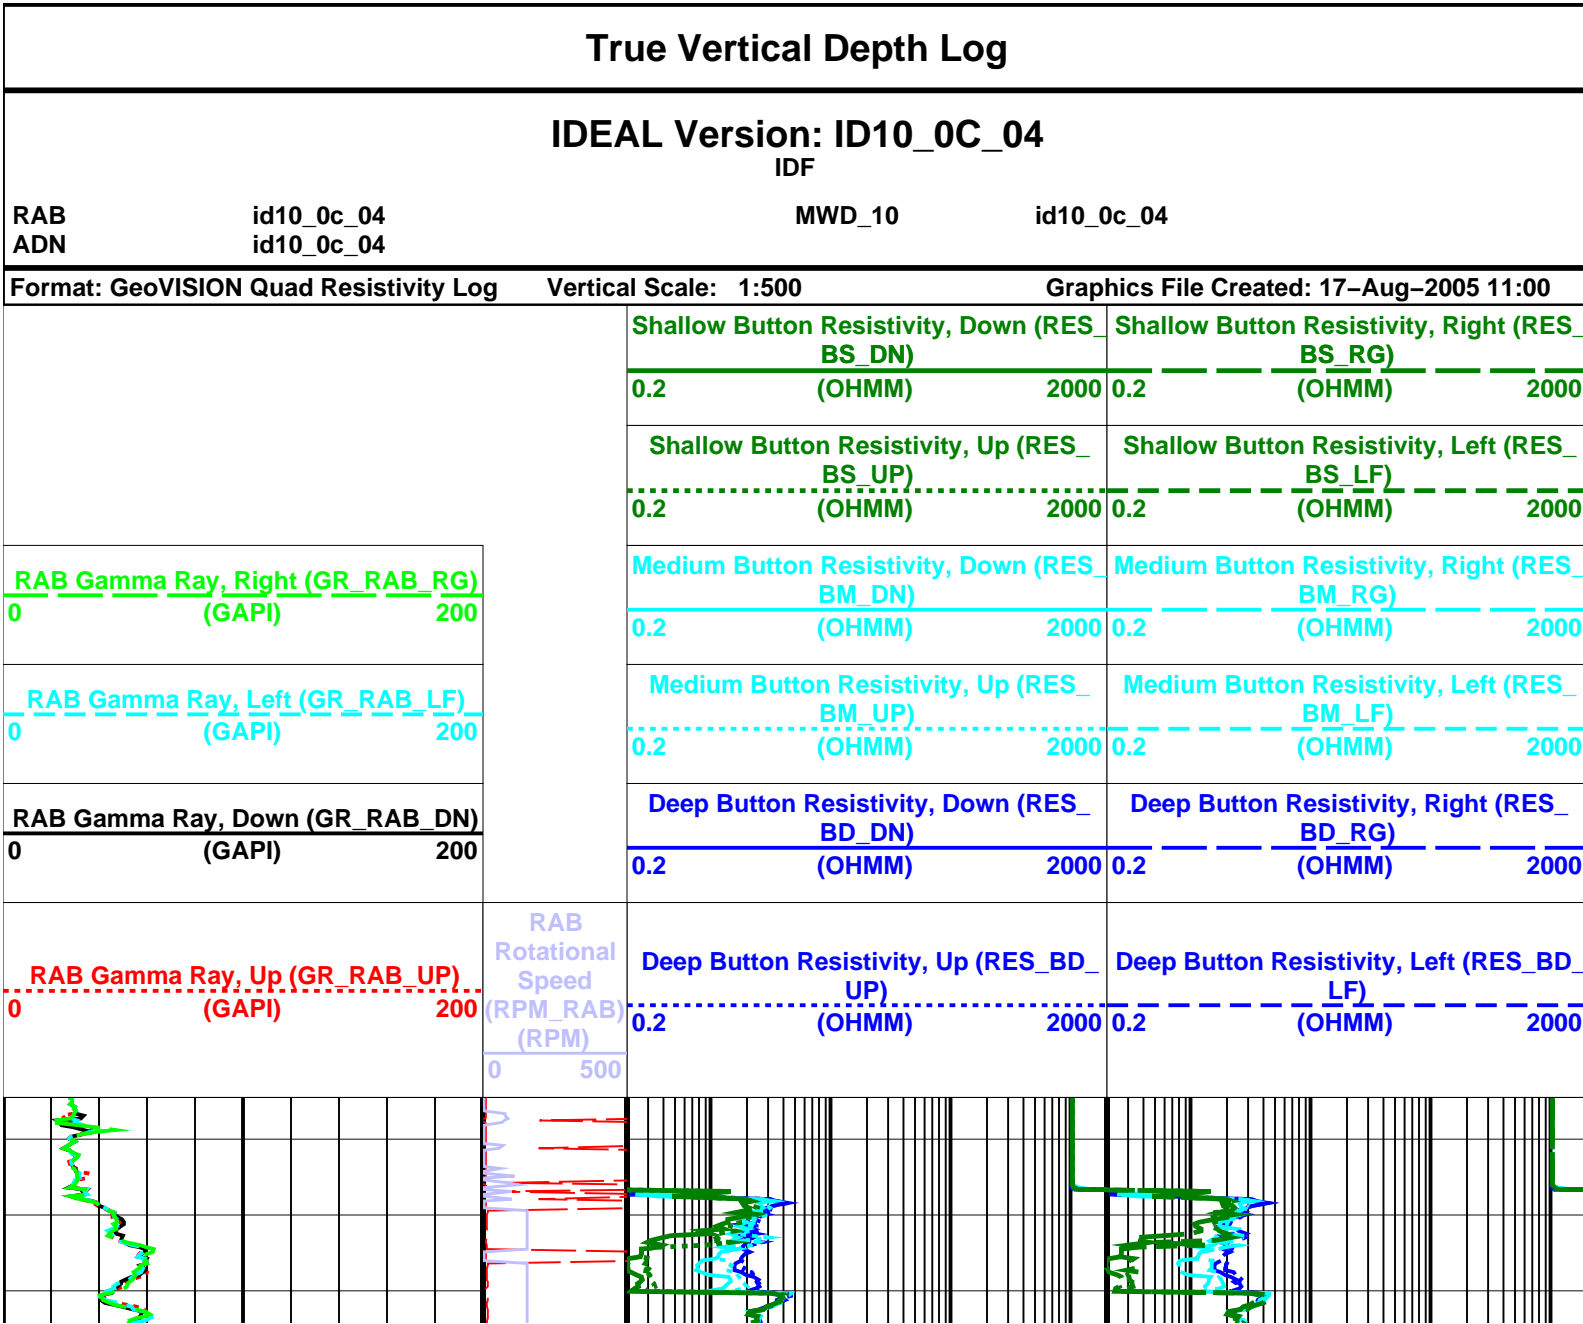 True Vertical Depth Log
IDEAL Version: ID10_0C_04
IDF
RAB id10_0c_04 MWD_10 id10_0c_04
ADN id10_0c_04
Format: GeoVISION Quad Resistivity Log Vertical Scale: 1:500 Graphics File Created: 17−Aug−2005 11:00
Shallow Button Resistivity, Down (RES_
BS_DN)
0.2 (OHMM) 2000
Shallow Button Resistivity, Right (RES_
BS_RG)
0.2 (OHMM) 2000
Shallow Button Resistivity, Up (RES_
BS_UP)
0.2 (OHMM) 2000
Shallow Button Resistivity, Left (RES_
BS_LF)
0.2 (OHMM) 2000
RAB Gamma Ray, Right (GR_RAB_RG)
0 (GAPI) 200
Medium Button Resistivity, Down (RES_
BM_DN)
0.2 (OHMM) 2000
Medium Button Resistivity, Right (RES_
BM_RG)
0.2 (OHMM) 2000
RAB Gamma Ray, Left (GR_RAB_LF)
0 (GAPI) 200
Medium Button Resistivity, Up (RES_
BM_UP)
0.2 (OHMM) 2000
Medium Button Resistivity, Left (RES_
BM_LF)
0.2 (OHMM) 2000
RAB Gamma Ray, Down (GR_RAB_DN)
0 (GAPI) 200
Deep Button Resistivity, Down (RES_
BD_DN)
0.2 (OHMM) 2000
Deep Button Resistivity, Right (RES_
BD_RG)
0.2 (OHMM) 2000
RAB Gamma Ray, Up (GR_RAB_UP)
0 (GAPI) 200
RAB
Rotational
Speed
(RPM_RAB)
(RPM)
0 500
Deep Button Resistivity, Up (RES_BD_
UP)
0.2 (OHMM) 2000
Deep Button Resistivity, Left (RES_BD_
LF)
0.2 (OHMM) 2000